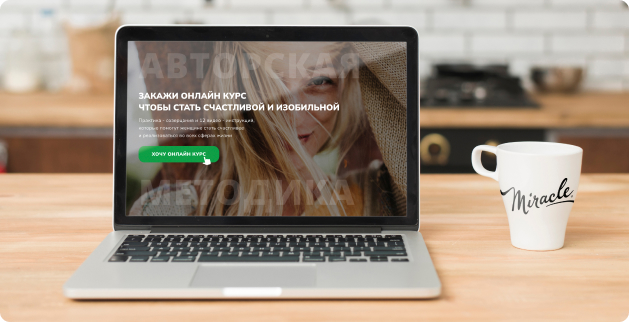 АВТОРСКАЯ
ЗАКАЖИ ОНЛАЙН КУРС
ЧТОБЫ СТАТЬ СЧАСТЛИВОЙ И ИЗОБИЛЬНОЙ
Практика - совершания и 12 видео - инструкций,
которые помогут женщине стать счастливее
и реализоваться во всех сферах жизни
ХОЧУ ОНЛАЙН КУРС
МЕТОДИКА
Miracle